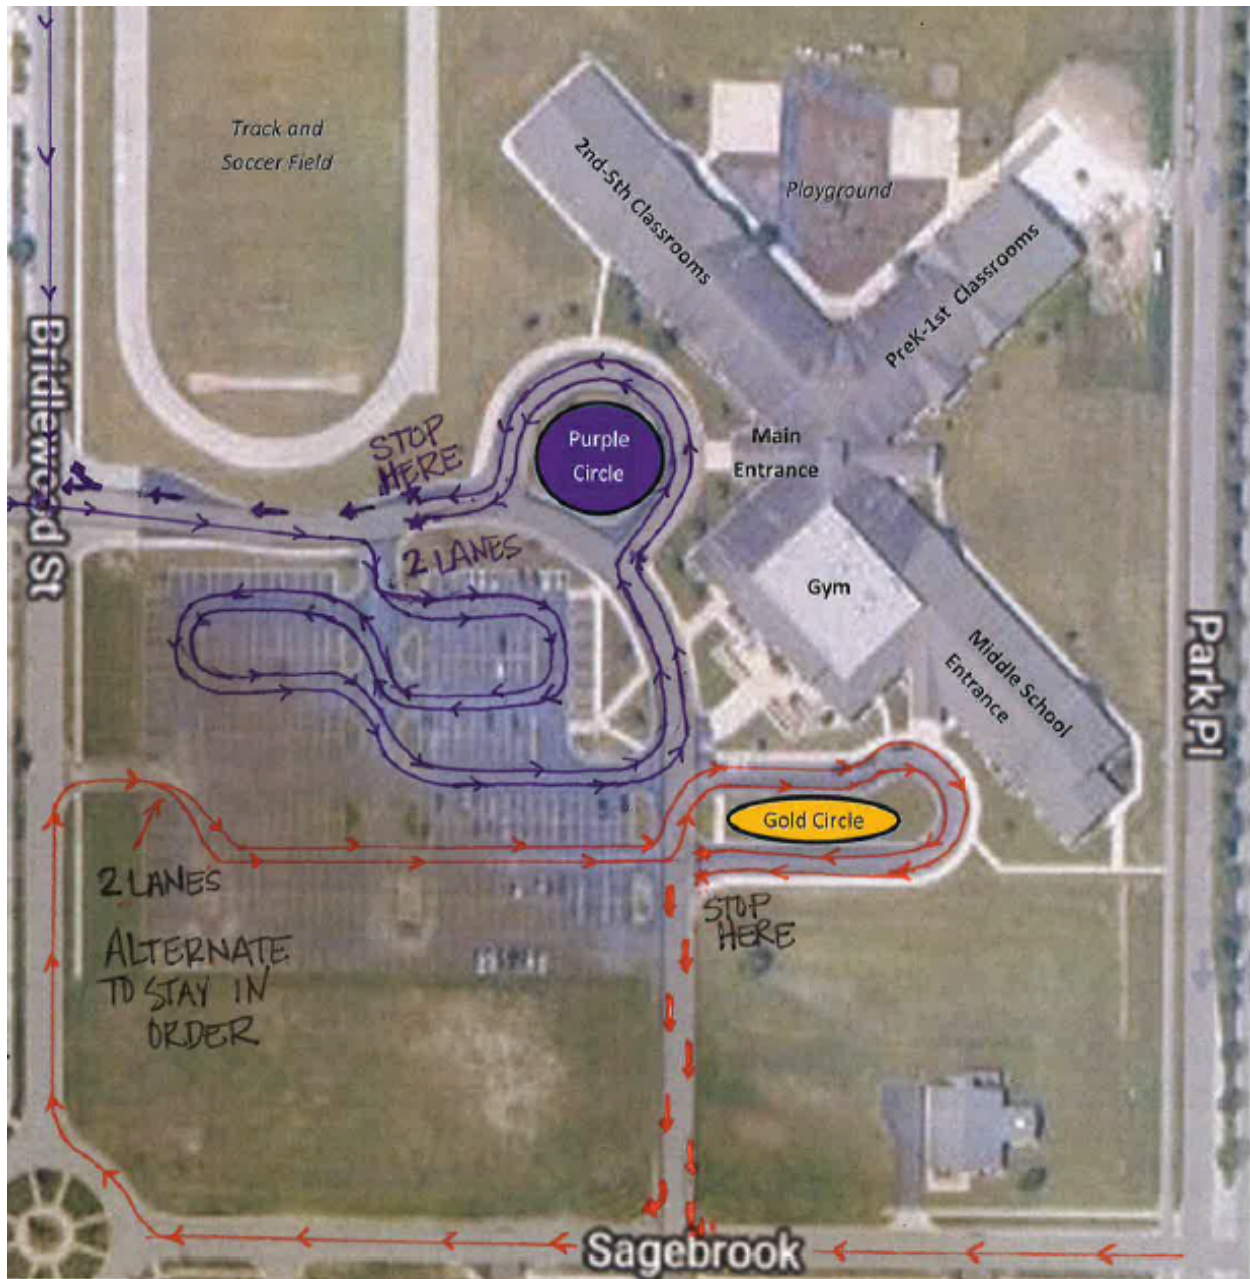 Track and
Soccer Field
2nd-5th Classrooms
Playground
PreK-1st Classrooms
Bridlewood St
STOP
HERE
Purple
Circle
Main
Entrance
2 LANES
Gym
Middle School
Entrance
Park Pl
Gold Circle
2 LANES
ALTERNATE
TO STAY IN
ORDER
STOP
HERE
Sagebrook